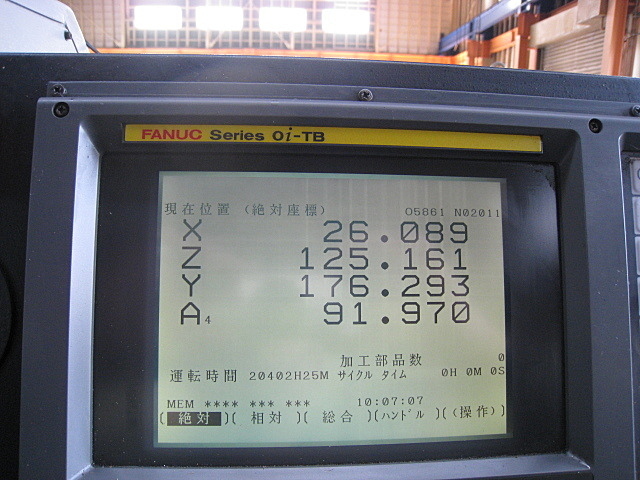 FANUC Series 0i-TB
現在位置 (絶対座標) O5861 N02011
X 26.089
Z 125.161
Y 176.293
A4 91.970
加工部品数 0
運転時間 20402H25M サイクル タイム 0H 0M 0S
MEM **** *** *** 10:07:07
( 絶対 )( 相対 )( 総合 )(ハンドル )( (操作) )